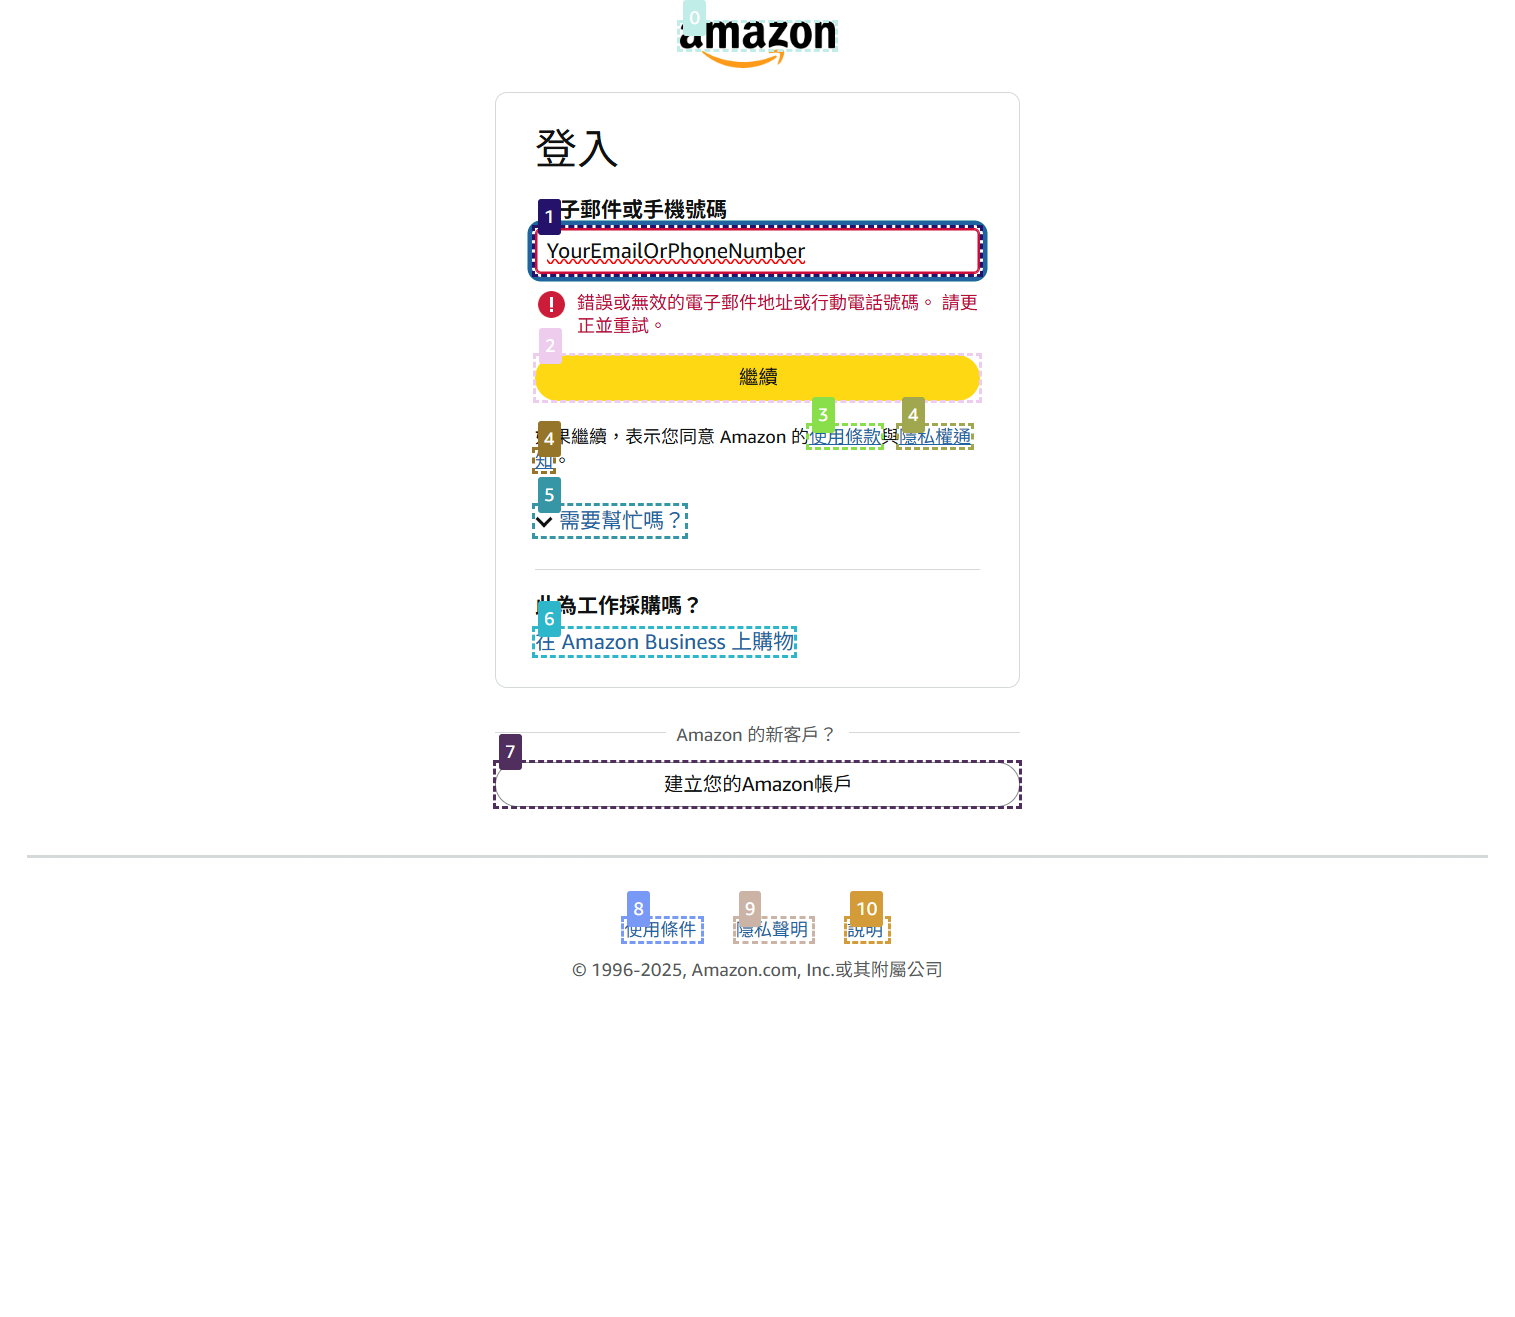 0
amazon
登入
1
子郵件或手機號碼
YourEmailOrPhoneNumber
錯誤或無效的電子郵件地址或行動電話號碼。 請更
正並重試。
2
繼續
3
4
如果繼續，表示您同意 Amazon 的使用條款與隱私權通
4
知。
5
需要幫忙嗎？
此為工作採購嗎？
6
在 Amazon Business 上購物
Amazon 的新客戶？
7
建立您的Amazon帳戶
8
9
10
使用條件
隱私聲明
說明
© 1996-2025, Amazon.com, Inc.或其附屬公司